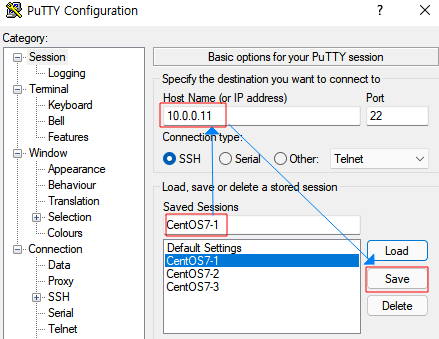 PuTTY Configuration
?
×
Category:
Session
Logging
Terminal
Keyboard
Bell
Features
Window
Appearance
Behaviour
Translation
Selection
Colours
Connection
Data
Proxy
SSH
Serial
Telnet
Basic options for your PuTTY session
Specify the destination you want to connect to
Host Name (or IP address)
Port
10.0.0.11
22
Connection type:
SSH
Serial
Other:
Telnet
Load, save or delete a stored session
Saved Sessions
CentOS7-1
Default Settings
CentOS7-1
CentOS7-2
CentOS7-3
Load
Save
Delete